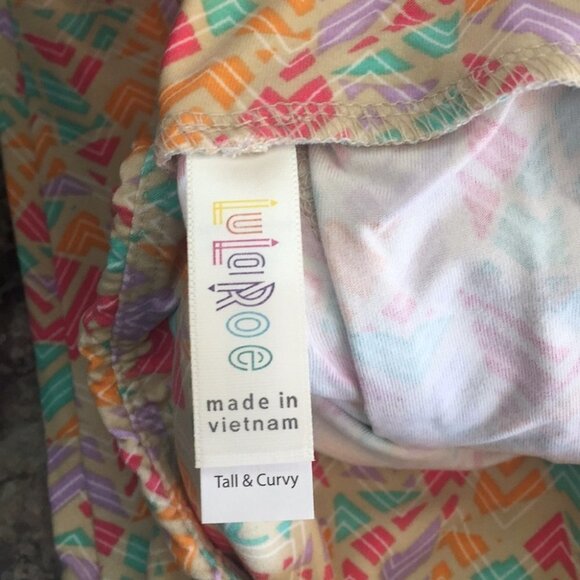 LuLaRoe
made in
vietnam
Tall & Curvy